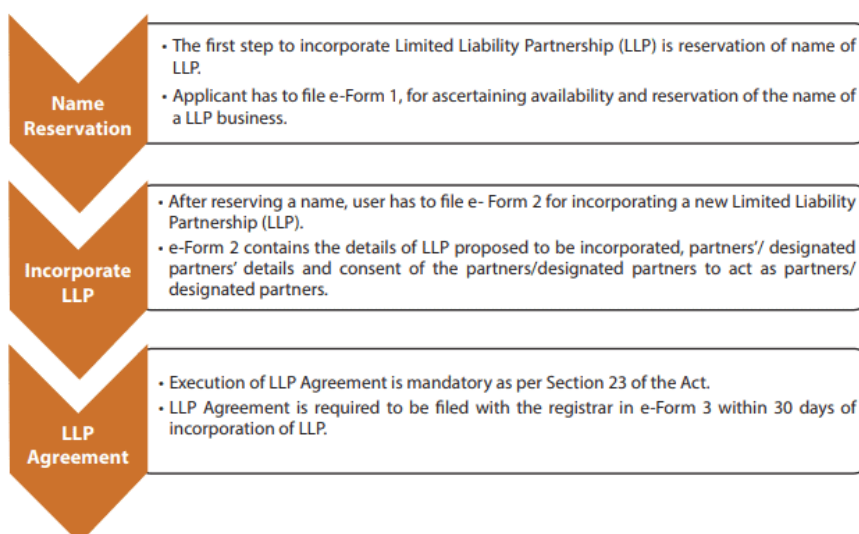 Name
Reservation
• The first step to incorporate Limited Liability Partnership (LLP) is reservation of name of
LLP.
• Applicant has to file e-Form 1, for ascertaining availability and reservation of the name of
a LLP business.
Incorporate
LLP
• After reserving a name, user has to file e- Form 2 for incorporating a new Limited Liability
Partnership (LLP).
• e-Form 2 contains the details of LLP proposed to be incorporated, partners’/ designated
partners’ details and consent of the partners/designated partners to act as partners/
designated partners.
LLP
Agreement
• Execution of LLP Agreement is mandatory as per Section 23 of the Act.
• LLP Agreement is required to be filed with the registrar in e-Form 3 within 30 days of
incorporation of LLP.